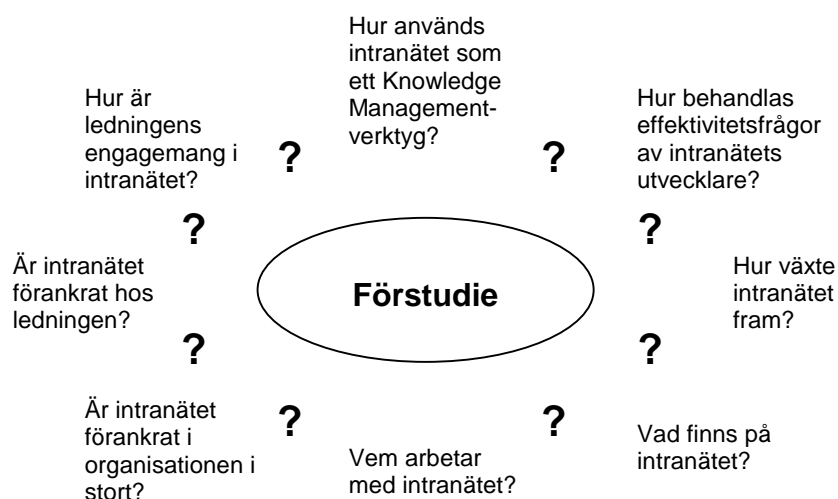 Hur används
intranätet som
ett Knowledge
Management-
verktyg?
Hur är
ledningens
engagemang i
intranätet?
?
?
Hur behandlas
effektivitetsfrågor
av intranätets
utvecklare?
?
?
Är intranätet
förankrat hos
ledningen?
Förstudie
Hur växte
intranätet
fram?
?
?
Är intranätet
förankrat i
organisationen i
stort?
?
Vem arbetar
med intranätet?
?
Vad finns på
intranätet?